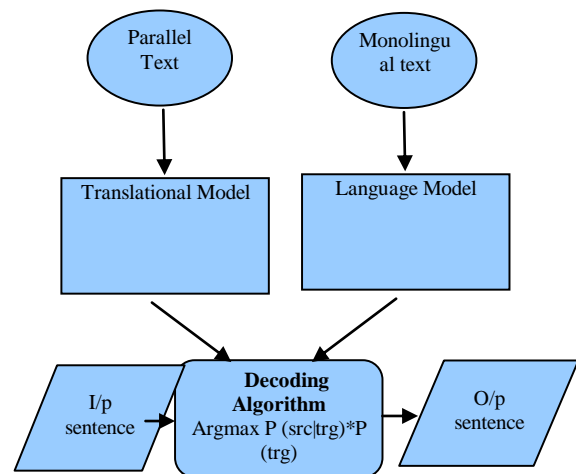 Parallel
Text
Monolingu
al text
Translational Model
Language Model
I/p
sentence
Decoding
Algorithm
Argmax P (src|trg)*P
(trg)
O/p
sentence